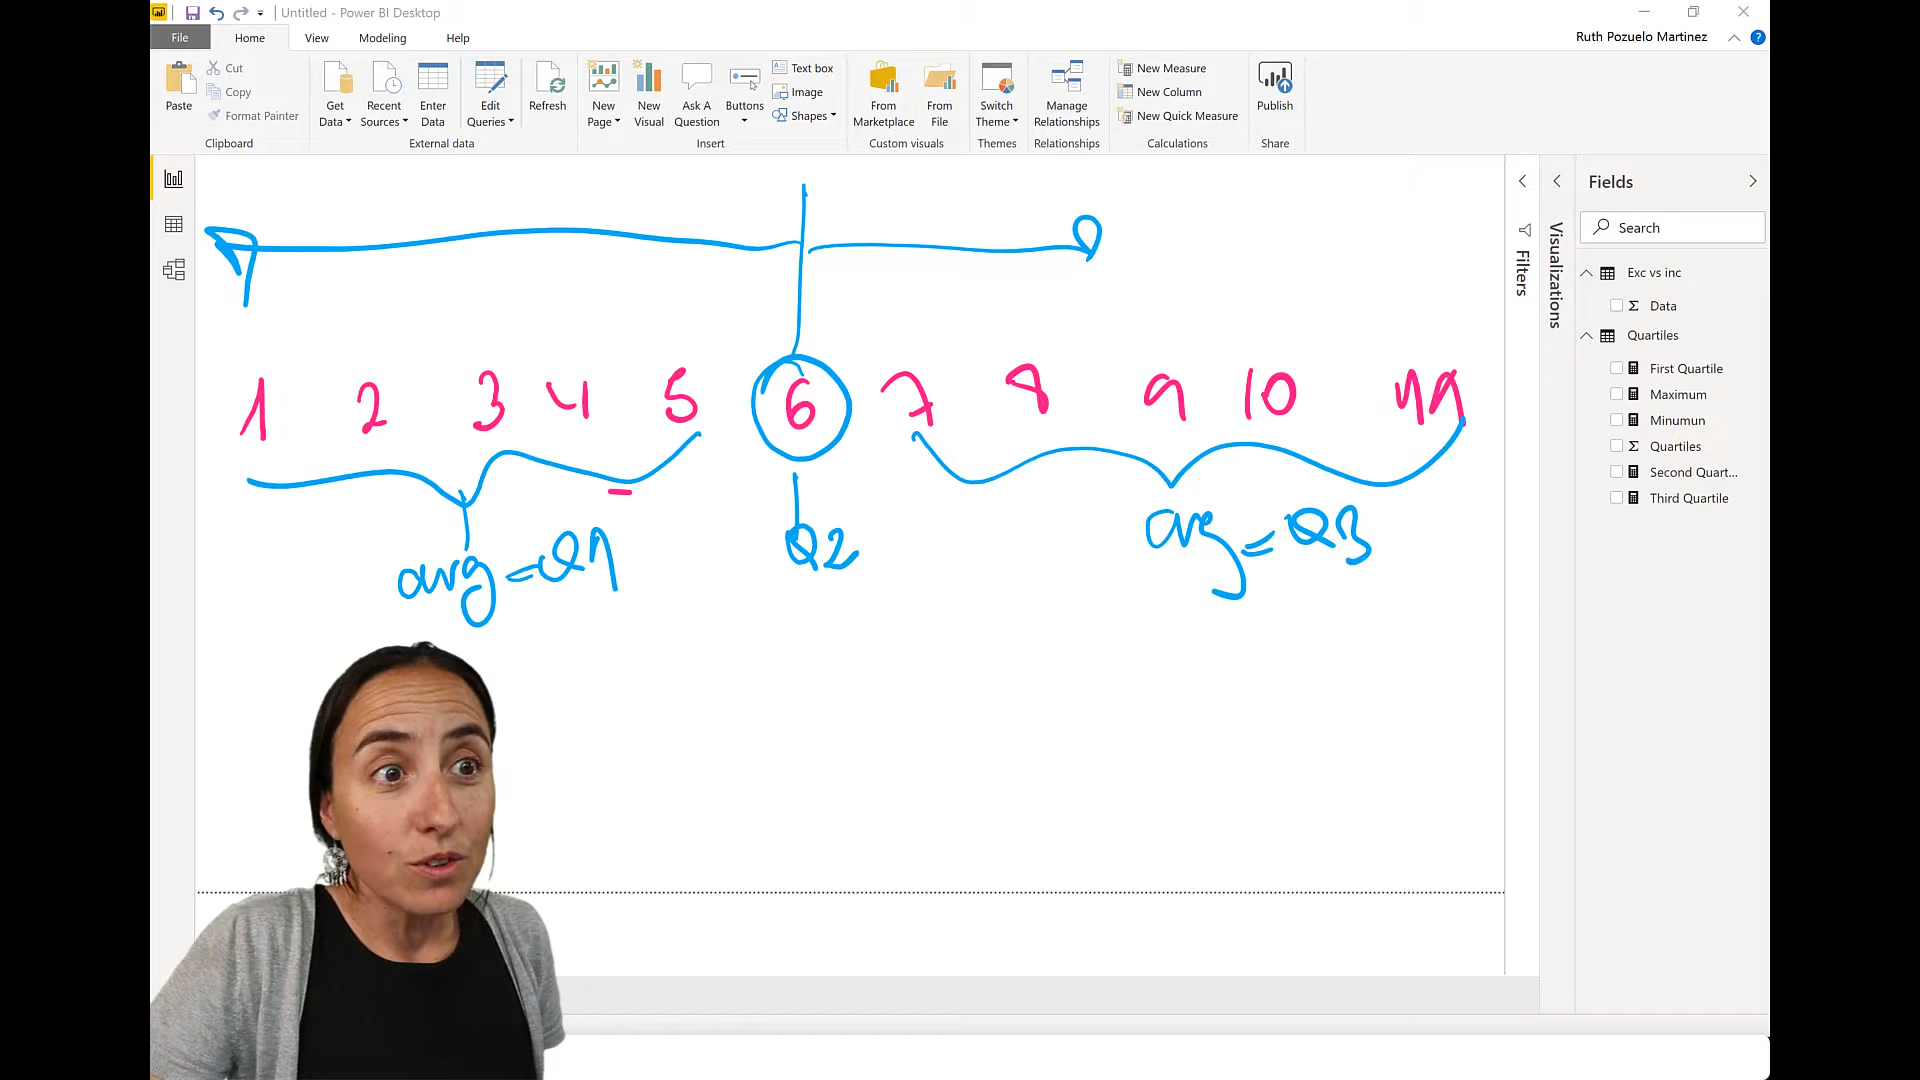 Untitled - Power BI Desktop
File Home View Modeling Help
Ruth Pozuelo Martinez
Paste
Cut
Copy
Format Painter
Clipboard
Get Data
Recent Sources
Enter Data
External data
Edit Queries
Refresh
New Page
New Visual
Ask A Question
Buttons
Text box
Image
Shapes
Insert
From Marketplace
From File
Custom visuals
Switch Theme
Themes
Manage Relationships
Relationships
New Measure
New Column
New Quick Measure
Calculations
Publish
Share
1 2 3 4 5 6 7 8 9 10 11
avg = Q1
Q2
avg = Q3
Filters
Visualizations
Fields
Search
Exc vs inc
Data
Quartiles
First Quartile
Maximum
Minumun
Quartiles
Second Quart...
Third Quartile